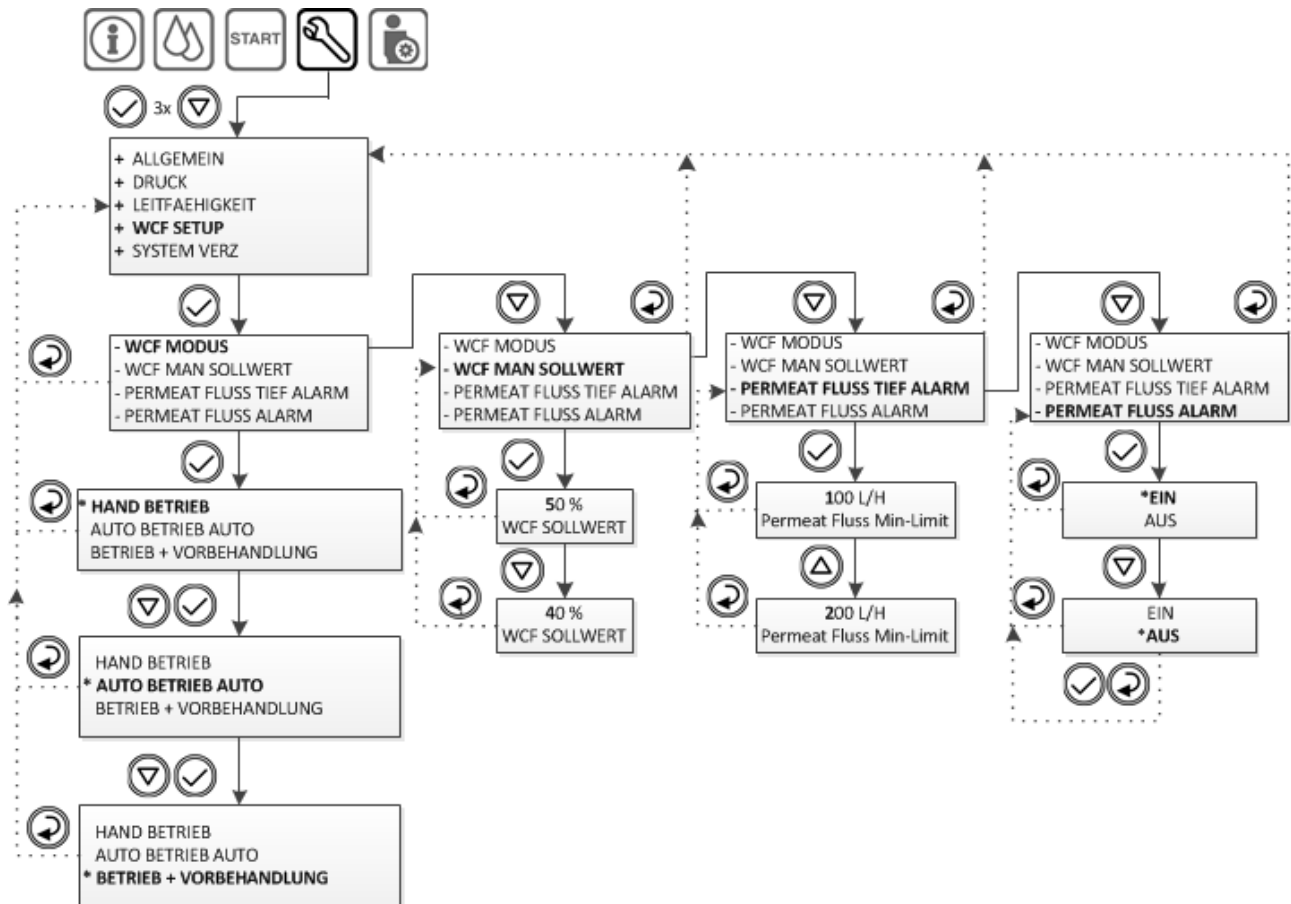 START
3x
+ ALLGEMEIN
+ DRUCK
+ LEITFAEHIGKEIT
+ WCF SETUP
+ SYSTEM VERZ
- WCF MODUS
- WCF MAN SOLLWERT
- PERMEAT FLUSS TIEF ALARM
- PERMEAT FLUSS ALARM
* HAND BETRIEB
AUTO BETRIEB AUTO
BETRIEB + VORBEHANDLUNG
HAND BETRIEB
* AUTO BETRIEB AUTO
BETRIEB + VORBEHANDLUNG
HAND BETRIEB
AUTO BETRIEB AUTO
* BETRIEB + VORBEHANDLUNG
- WCF MODUS
- WCF MAN SOLLWERT
- PERMEAT FLUSS TIEF ALARM
- PERMEAT FLUSS ALARM
50 %
WCF SOLLWERT
40 %
WCF SOLLWERT
- WCF MODUS
- WCF MAN SOLLWERT
- PERMEAT FLUSS TIEF ALARM
- PERMEAT FLUSS ALARM
100 L/H
Permeat Fluss Min-Limit
200 L/H
Permeat Fluss Min-Limit
- WCF MODUS
- WCF MAN SOLLWERT
- PERMEAT FLUSS TIEF ALARM
- PERMEAT FLUSS ALARM
*EIN
AUS
EIN
*AUS